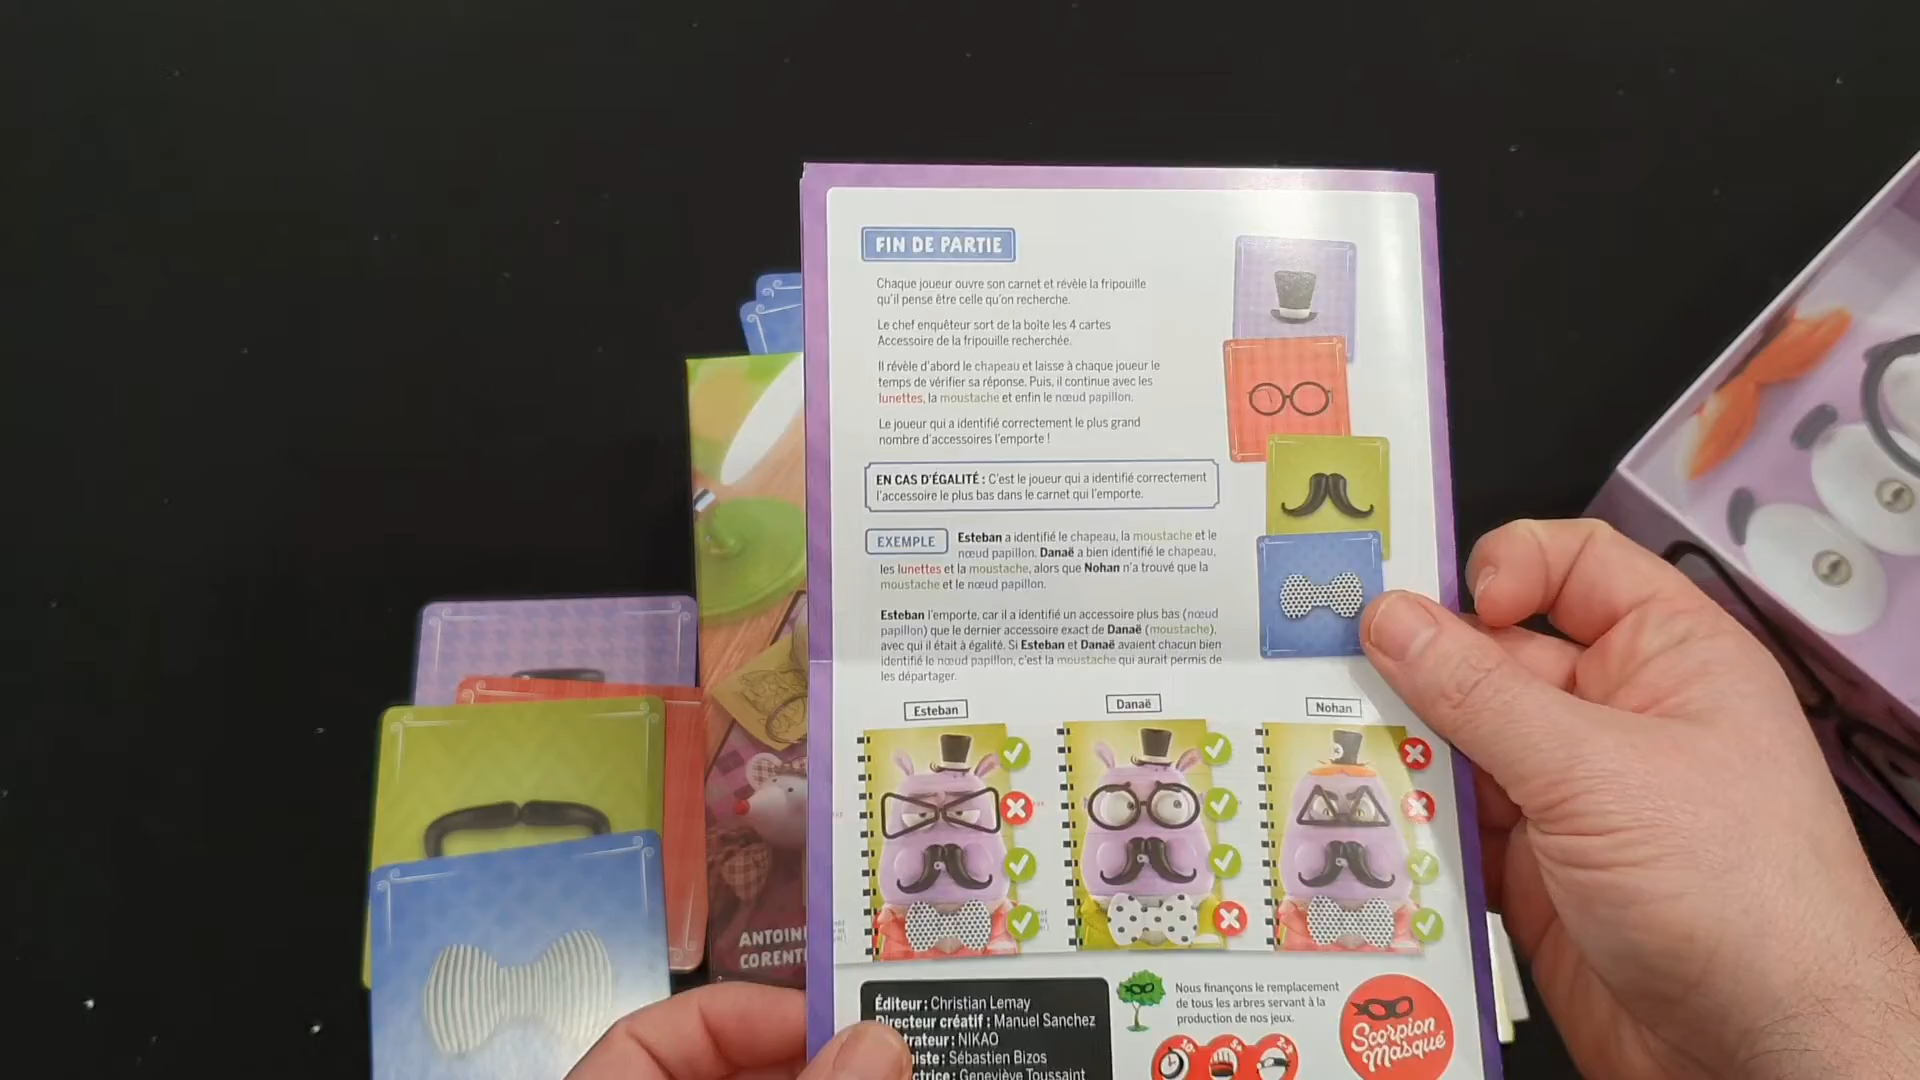 FIN DE PARTIE
Chaque joueur ouvre son carnet et révèle la fripouille
qu'il pense être celle qu'on recherche.
Le chef enquêteur sort de la boîte les 4 cartes
Accessoire de la fripouille recherchée.
Il révèle d'abord le chapeau et laisse à chaque joueur le
temps de vérifier sa réponse. Puis, il continue avec les
lunettes, la moustache et enfin le nœud papillon.
Le joueur qui a identifié correctement le plus grand
nombre d'accessoires l'emporte !
EN CAS D'ÉGALITÉ : C'est le joueur qui a identifié correctement
l'accessoire le plus bas dans le carnet qui l'emporte.
EXEMPLE
Esteban a identifié le chapeau, la moustache et le
nœud papillon. Danaë a bien identifié le chapeau,
les lunettes et la moustache, alors que Nohan n'a trouvé que la
moustache et le nœud papillon.
Esteban l'emporte, car il a identifié un accessoire plus bas (nœud
papillon) que le dernier accessoire exact de Danaë (moustache),
avec qui il était à égalité. Si Esteban et Danaë avaient chacun bien
identifié le nœud papillon, c'est la moustache qui aurait permis de
les départager.
Esteban
Danaë
Nohan
ANTOIN
CORENT
Éditeur : Christian Lemay
Directeur créatif : Manuel Sanchez
trateur : NIKAO
iste : Sébastien Bizos
ctrice : Geneviève Toussaint
Nous finançons le remplacement
de tous les arbres servant à la
production de nos jeux.
Scorpion
Masqué